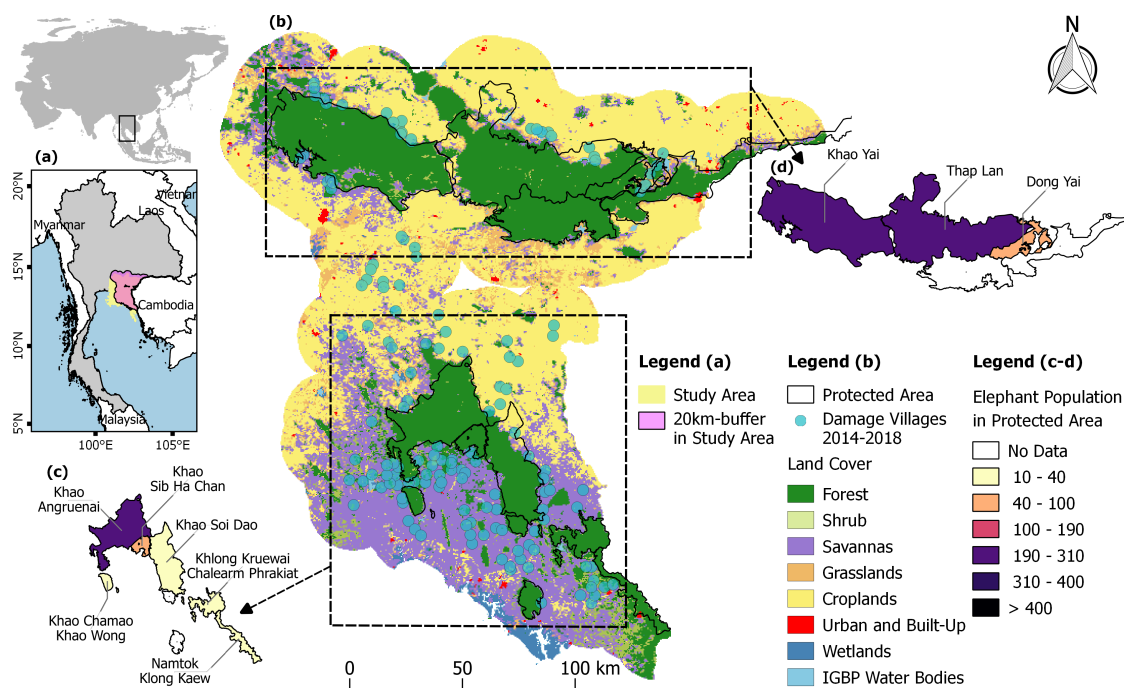 (b)
N
(a)
20°N
15°N
10°N
5°N
100°E
105°E
Myanmar
Laos
Vietnam
Cambodia
Malaysia
(d)
Khao Yai
Thap Lan
Dong Yai
(c)
Khao
Angruenai
Khao
Sib Ha Chan
Khao Soi Dao
Khlong Kruewai
Chalearm Phrakiat
Khao Chamao
Khao Wong
Namtok
Klong Kaew
0
50
100 km
Legend (a)
Study Area
20km-buffer
in Study Area
Legend (b)
Protected Area
Damage Villages
2014-2018
Land Cover
Forest
Shrub
Savannas
Grasslands
Croplands
Urban and Built-Up
Wetlands
IGBP Water Bodies
Legend (c-d)
Elephant Population
in Protected Area
No Data
10 - 40
40 - 100
100 - 190
190 - 310
310 - 400
> 400